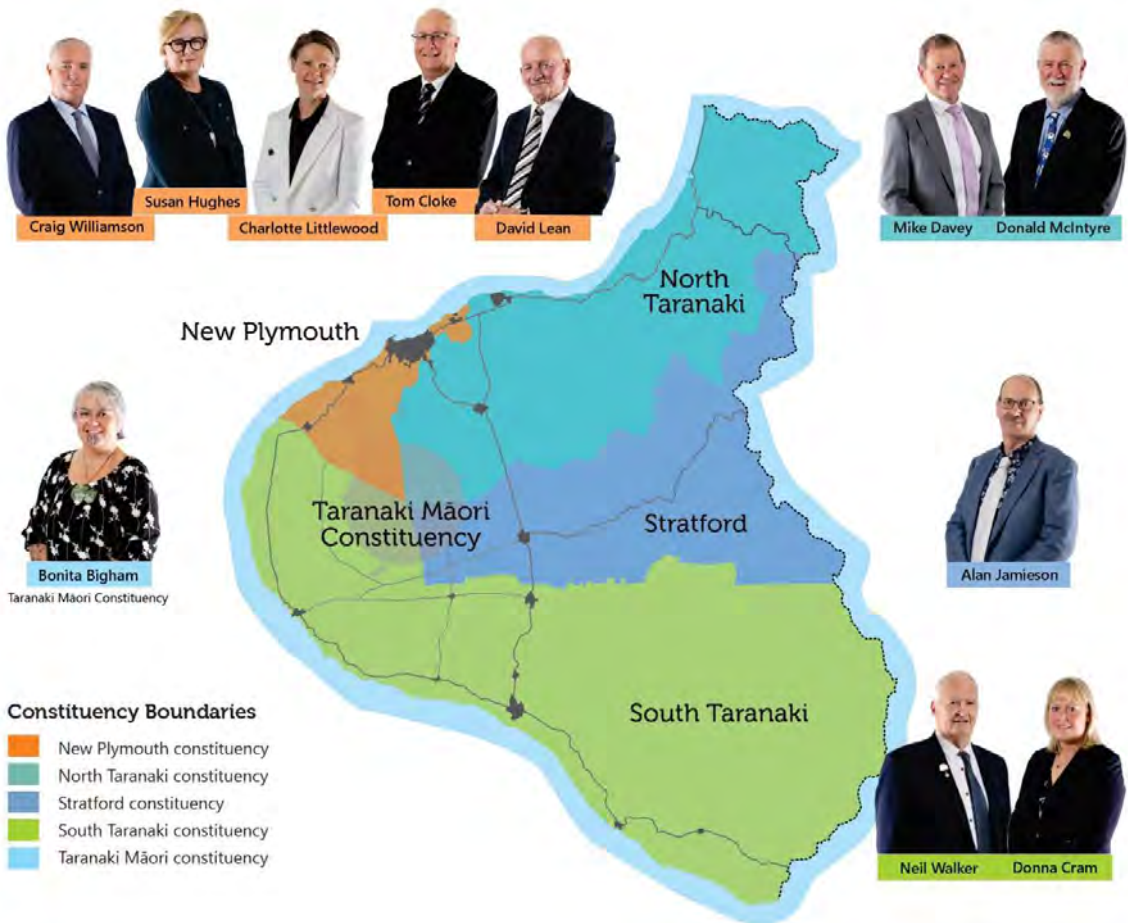 Susan Hughes
Tom Cloke
Craig Williamson
Charlotte Littlewood
David Lean
Mike Davey
Donald McIntyre
North
Taranaki
New Plymouth
Taranaki Māori
Constituency
Stratford
Bonita Bigham
Taranaki Māori Constituency
Alan Jamieson
South Taranaki
Constituency Boundaries
New Plymouth constituency
North Taranaki constituency
Stratford constituency
South Taranaki constituency
Taranaki Māori constituency
Neil Walker
Donna Cram